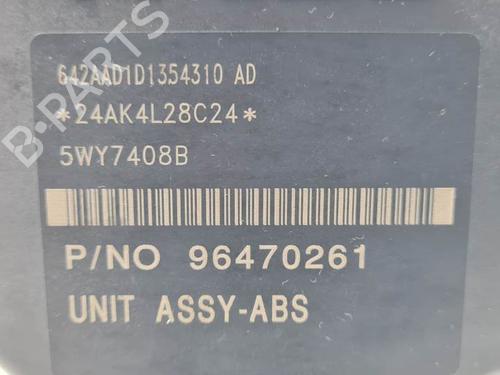 642AAD1D1354310 AD
*24AK4L28C24*
5WY7408B
P/NO 96470261
UNIT ASSY-ABS
B-PARTS